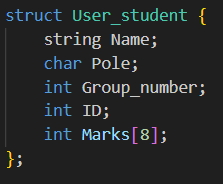 struct User_student {
    string Name;
    char Pole;
    int Group_number;
    int ID;
    int Marks[8];
};